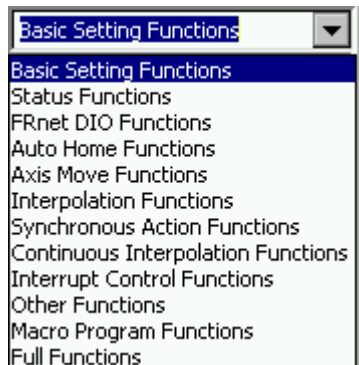 Basic Setting Functions
Basic Setting Functions
Status Functions
FRnet DIO Functions
Auto Home Functions
Axis Move Functions
Interpolation Functions
Synchronous Action Functions
Continuous Interpolation Functions
Interrupt Control Functions
Other Functions
Macro Program Functions
Full Functions